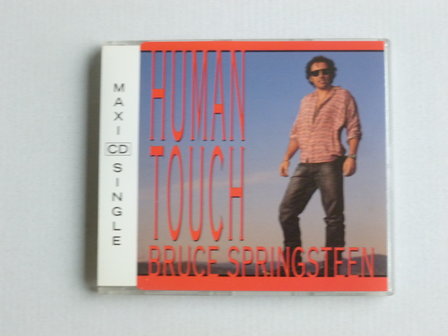 MAXI CD SINGLE
HUMAN
TOUCH
BRUCE SPRINGSTEEN